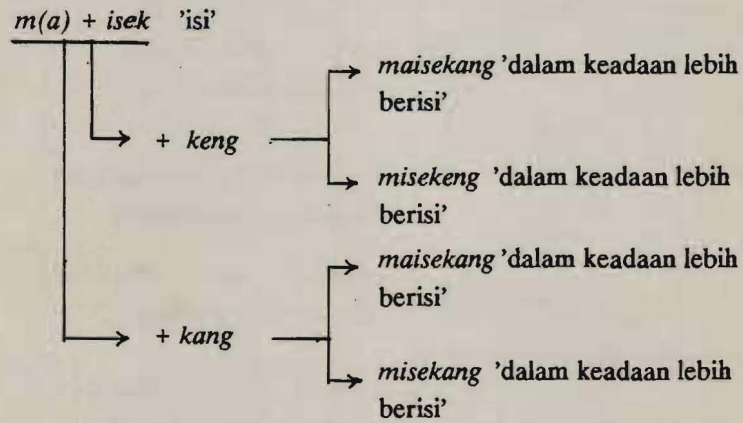 m(a) + isek 'isi'
maisekang 'dalam keadaan lebih
berisi'
+ keng
misekeng 'dalam keadaan lebih
berisi'
maisekang 'dalam keadaan lebih
berisi'
+ kang
misekang 'dalam keadaan lebih
berisi'